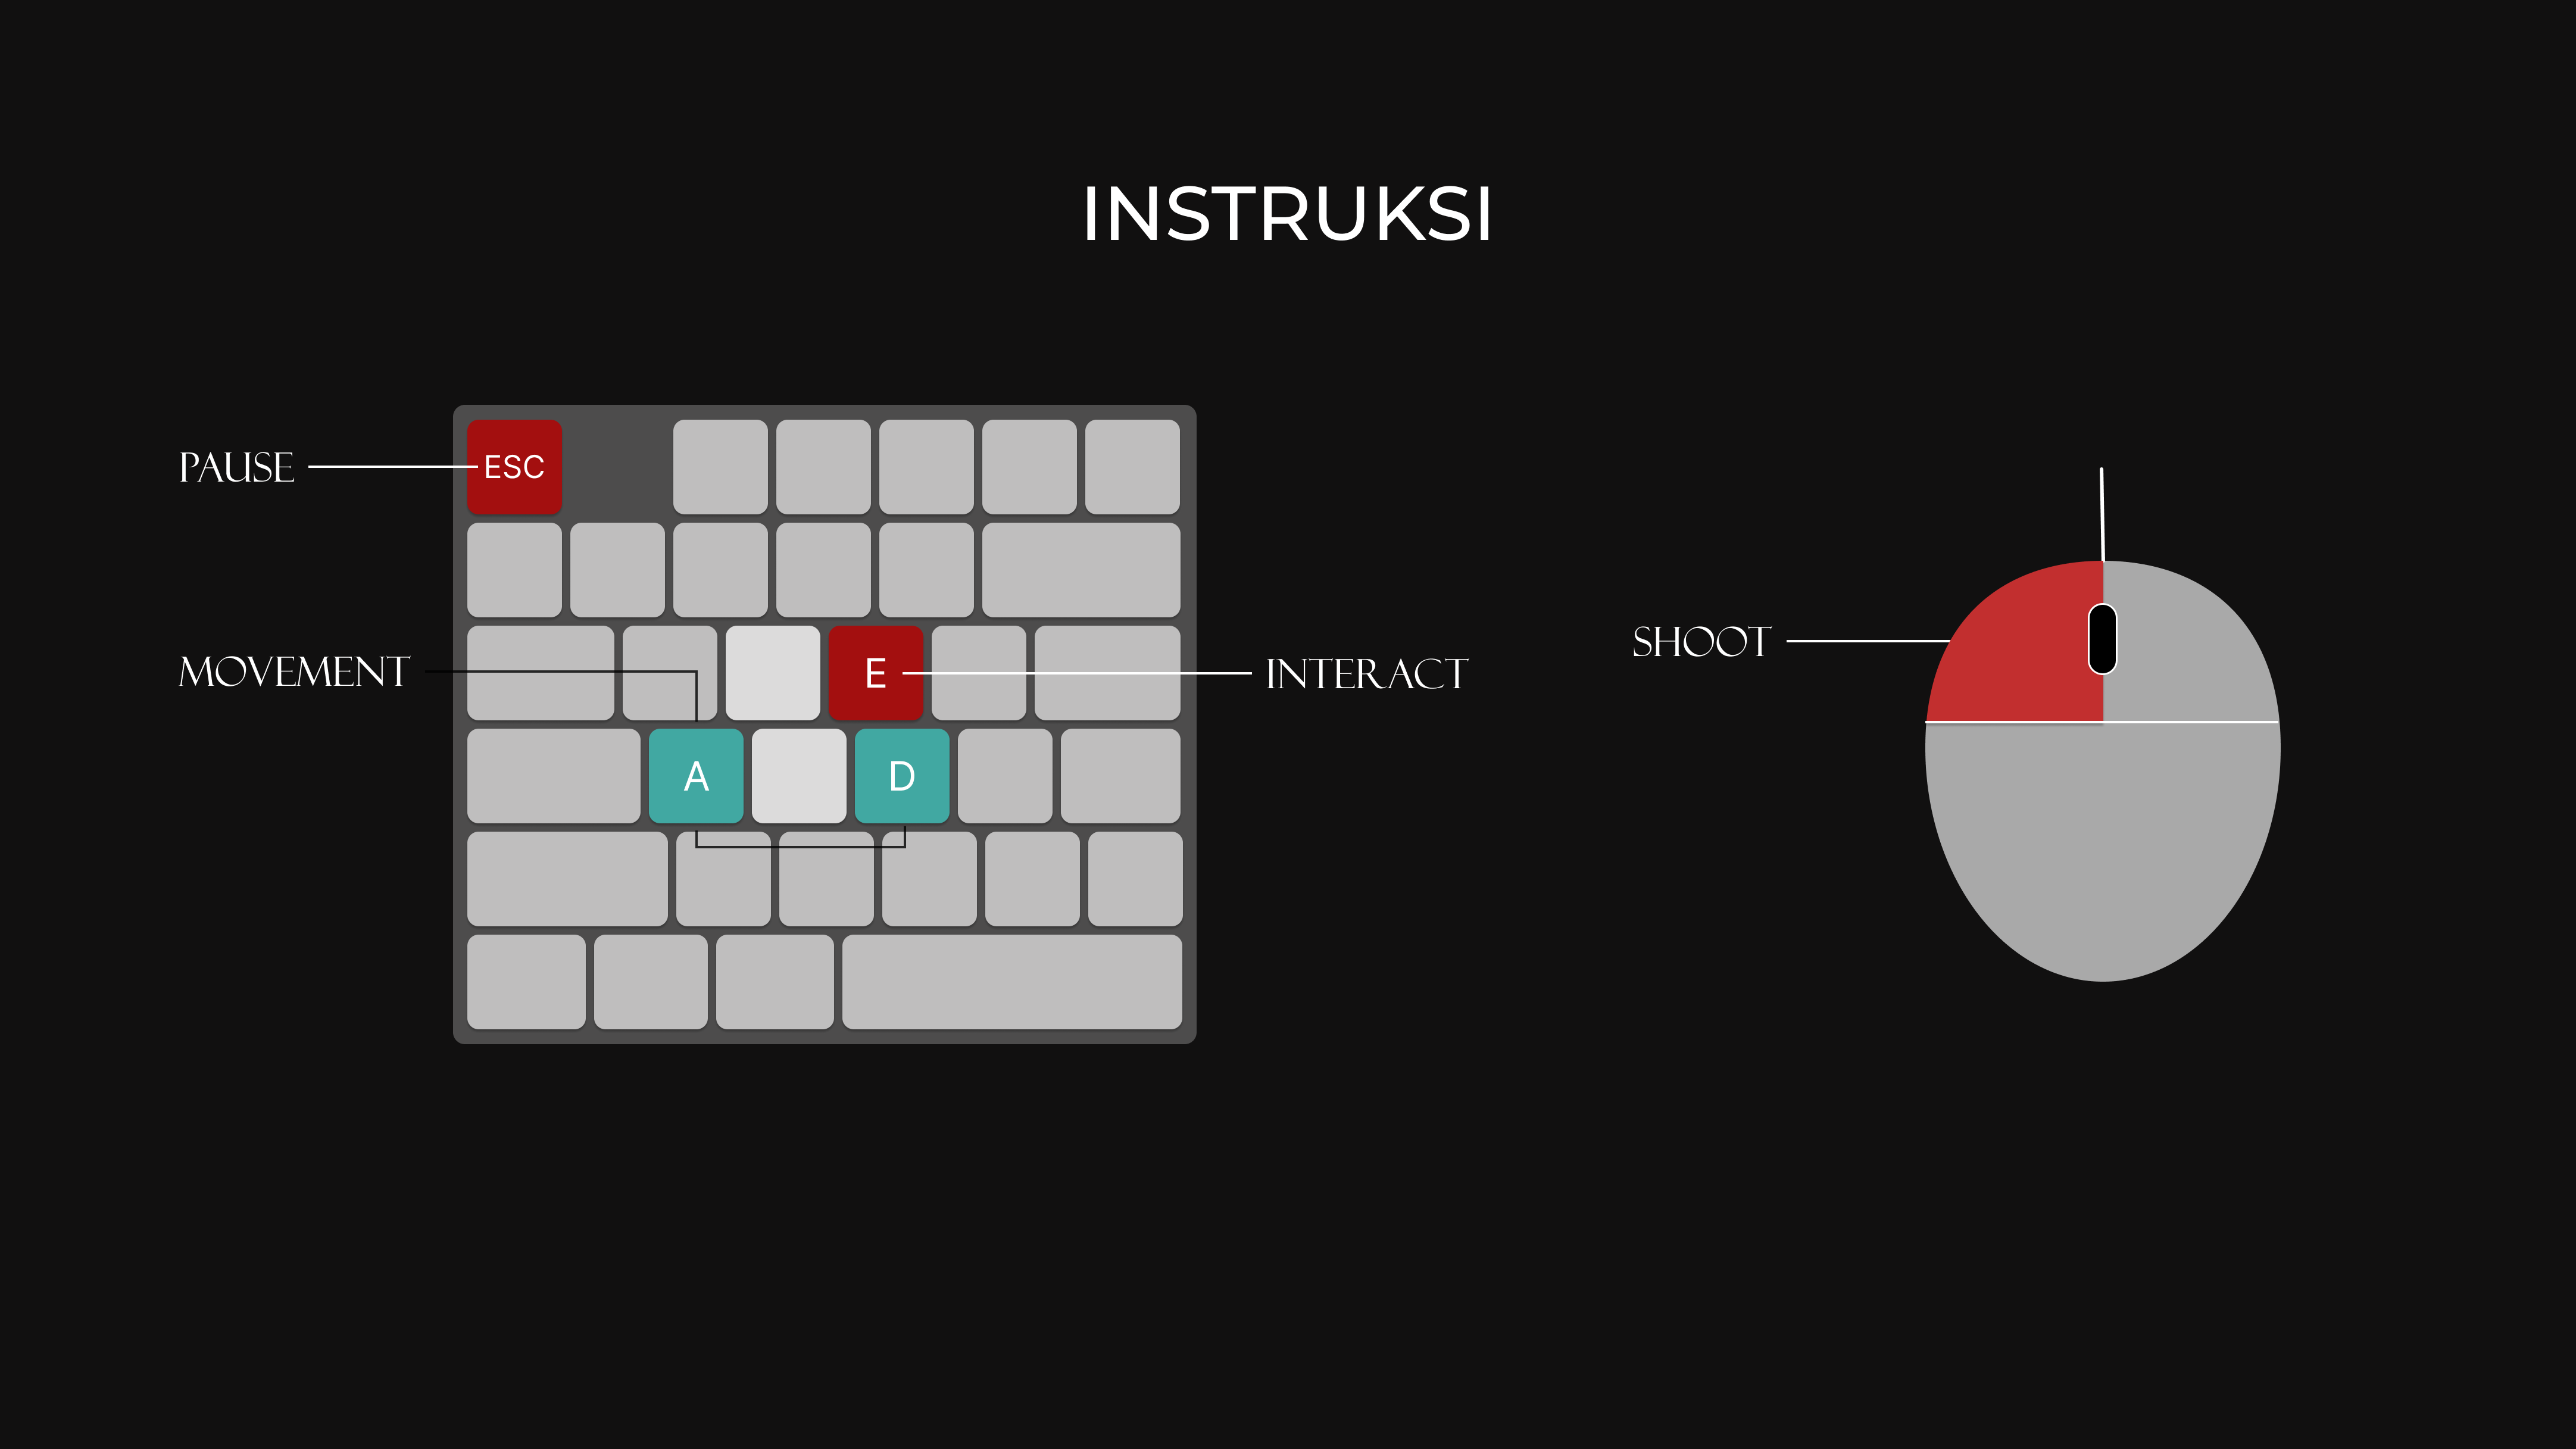 INSTRUKSI
PAUSE
ESC
MOVEMENT
E
INTERACT
SHOOT
A
D